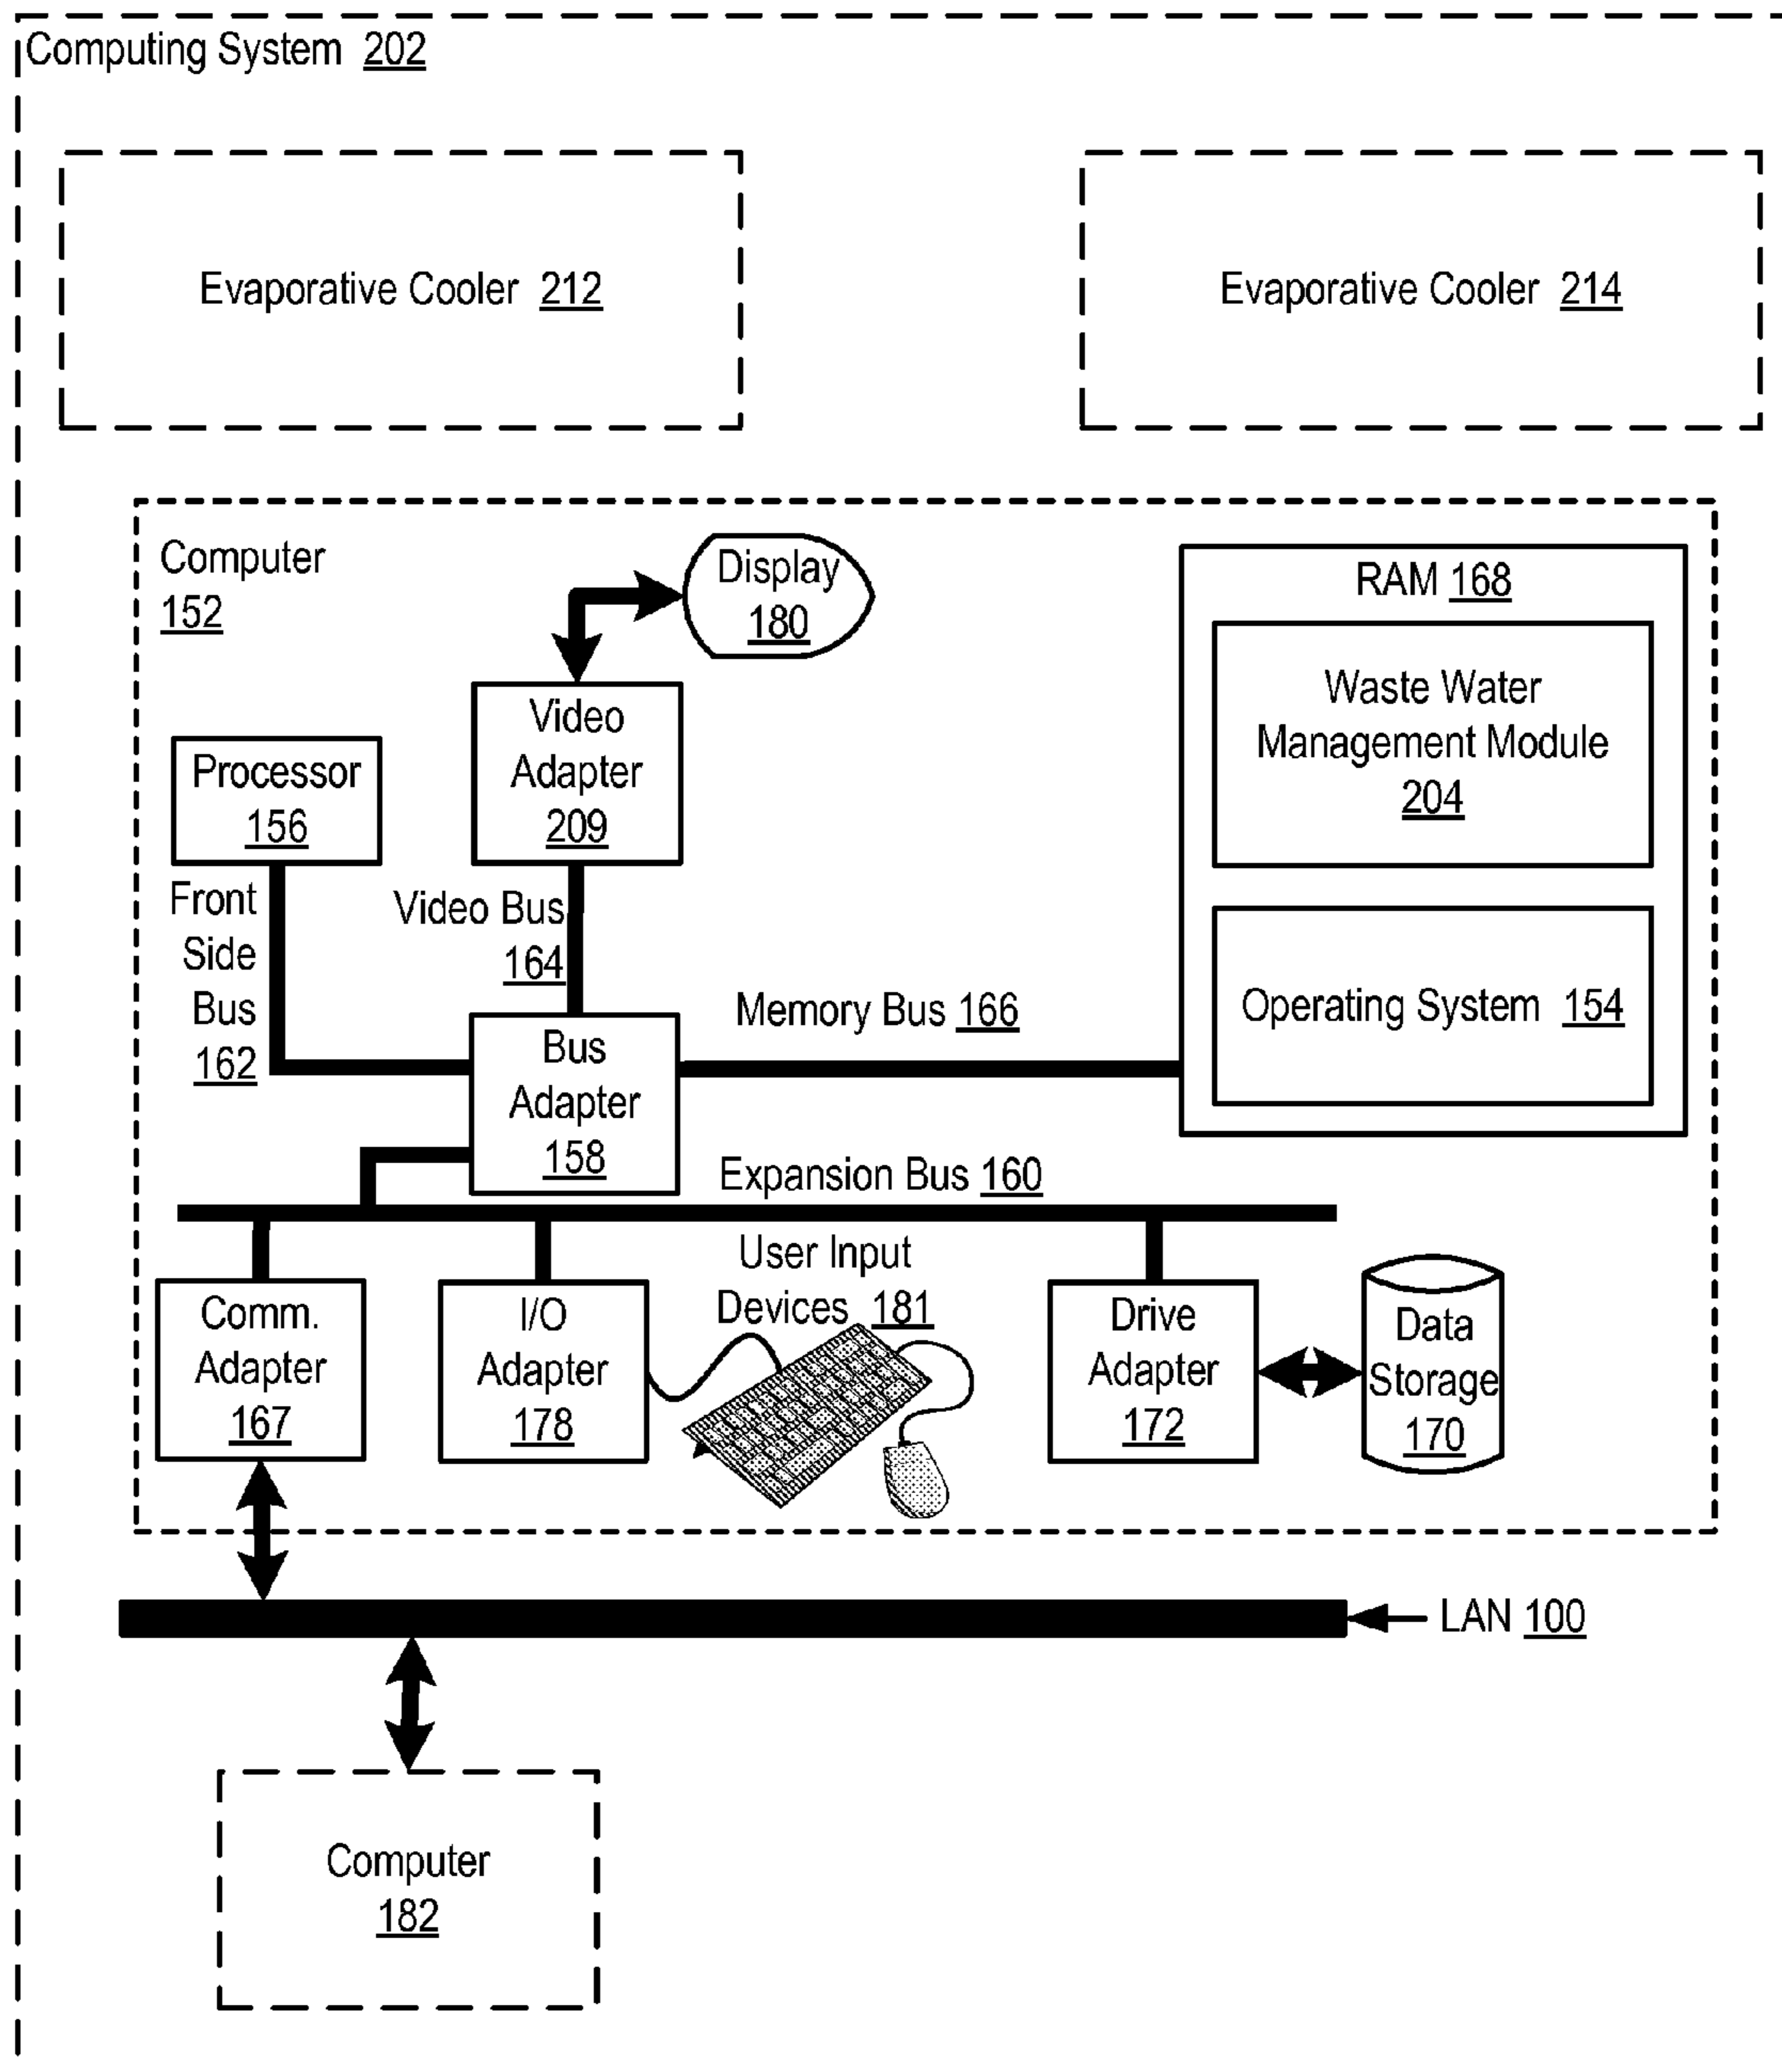 Computing System 202
Evaporative Cooler 212
Evaporative Cooler 214
Computer
152
Display
180
RAM 168
Waste Water
Management Module
204
Operating System 154
Video
Adapter
209
Processor
156
Front
Side
Bus
162
Video Bus
164
Memory Bus 166
Bus
Adapter
158
Expansion Bus 160
Comm.
Adapter
167
I/O
Adapter
178
User Input
Devices 181
Drive
Adapter
172
Data
Storage
170
LAN 100
Computer
182